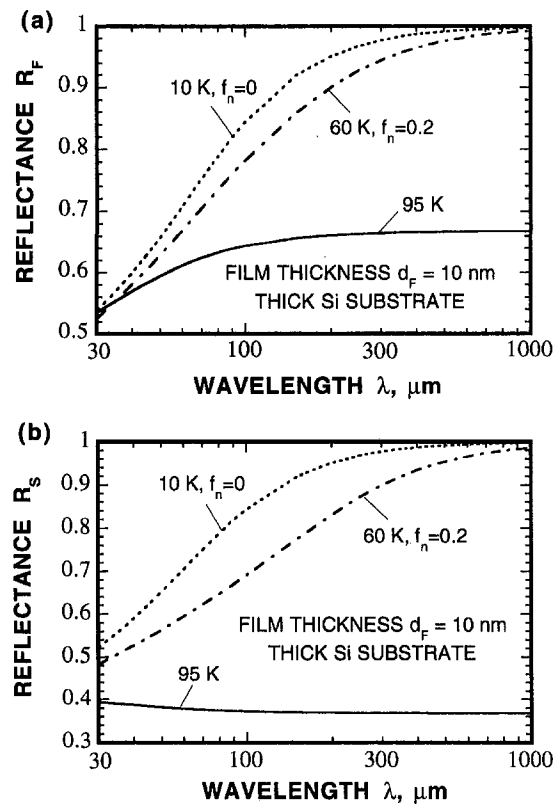 (a)
1
0.9
0.8
0.7
0.6
0.5
REFLECTANCE R_F
10 K, f_n=0
60 K, f_n=0.2
95 K
FILM THICKNESS d_F = 10 nm
THICK Si SUBSTRATE
30
100
300
1000
WAVELENGTH λ, μm
(b)
1
0.9
0.8
0.7
0.6
0.5
0.4
0.3
REFLECTANCE R_S
10 K, f_n=0
60 K, f_n=0.2
FILM THICKNESS d_F = 10 nm
THICK Si SUBSTRATE
95 K
30
100
300
1000
WAVELENGTH λ, μm